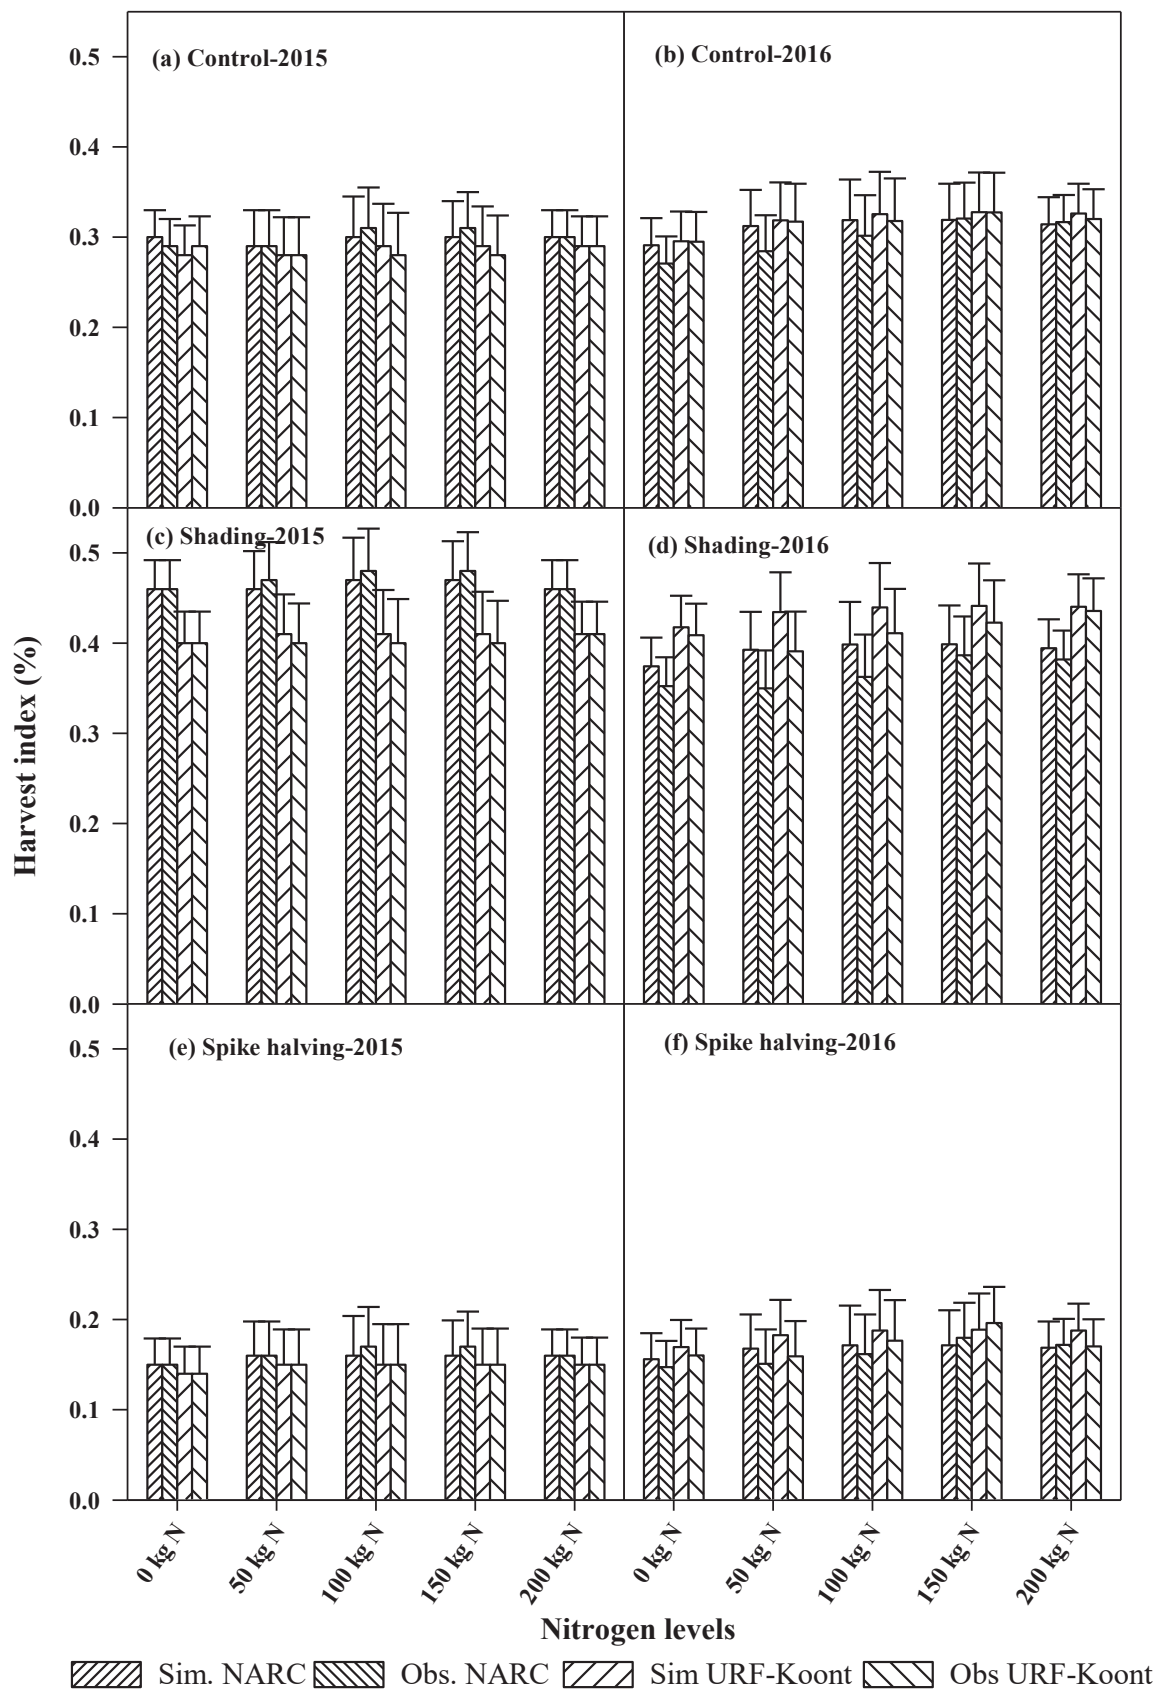 (a) Control-2015
(b) Control-2016
0.5
0.4
0.3
0.2
0.1
0.0
(c) Shading-2015
(d) Shading-2016
0.5
0.4
0.3
0.2
0.1
0.0
(e) Spike halving-2015
(f) Spike halving-2016
0.5
0.4
0.3
0.2
0.1
0.0
Harvest index (%)
0 kg N
50 kg N
100 kg N
150 kg N
200 kg N
0 kg N
50 kg N
100 kg N
150 kg N
200 kg N
Nitrogen levels
Sim. NARC Obs. NARC Sim URF-Koont Obs URF-Koont